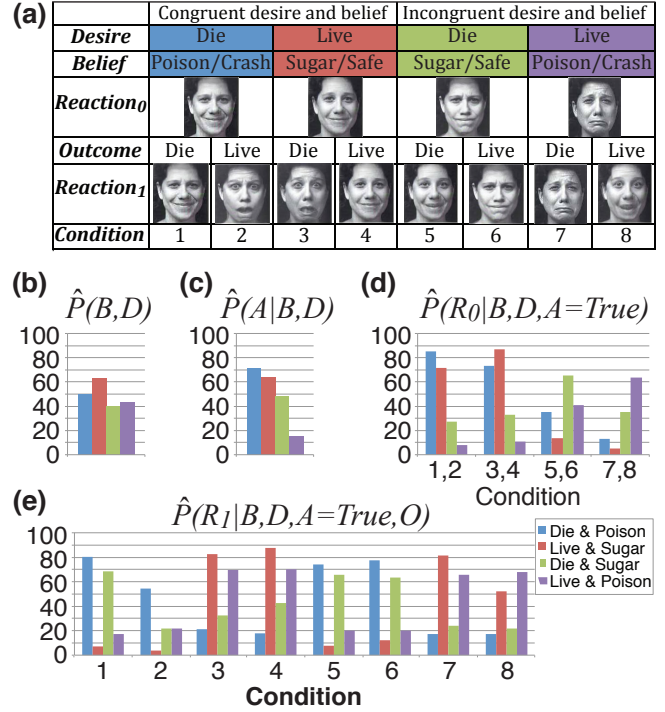 (a)
Congruent desire and belief Incongruent desire and belief
Desire Die Live Die Live
Belief Poison/Crash Sugar/Safe Sugar/Safe Poison/Crash
Reaction0
Outcome Die Live Die Live Die Live Die Live
Reaction1
Condition 1 2 3 4 5 6 7 8
(b) P̂(B,D)
100
80
60
40
20
0
(c) P̂(A|B,D)
100
80
60
40
20
0
(d) P̂(R0|B,D,A=True)
100
80
60
40
20
0
1,2 3,4 5,6 7,8
Condition
(e) P̂(R1|B,D,A=True,O)
100
80
60
40
20
0
1 2 3 4 5 6 7 8
Condition
Die & Poison
Live & Sugar
Die & Sugar
Live & Poison